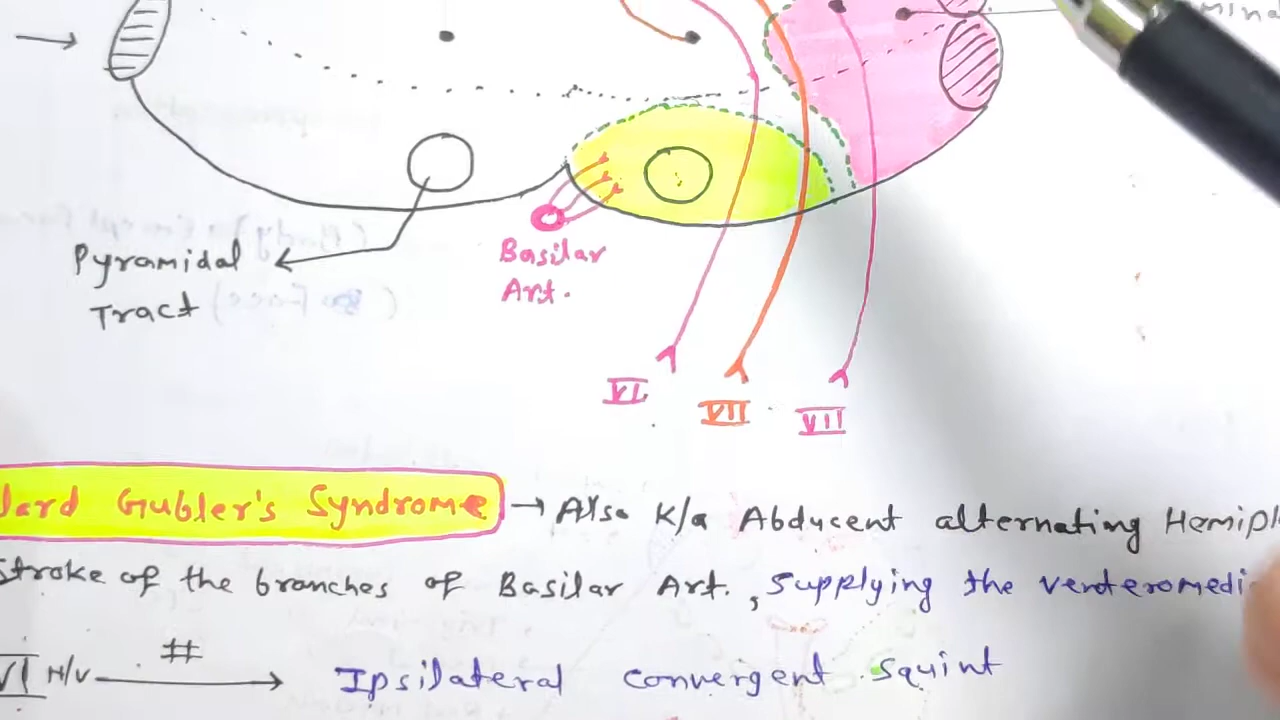 Pyramidal
Tract
Basilar
Art.
VI
VII
VII
lard Gubler's Syndrome → Also K/a Abducent alternating Hemipl
Stroke of the branches of Basilar Art., Supplying the venteromedi
VI N/V # → Ipsilateral convergent squint